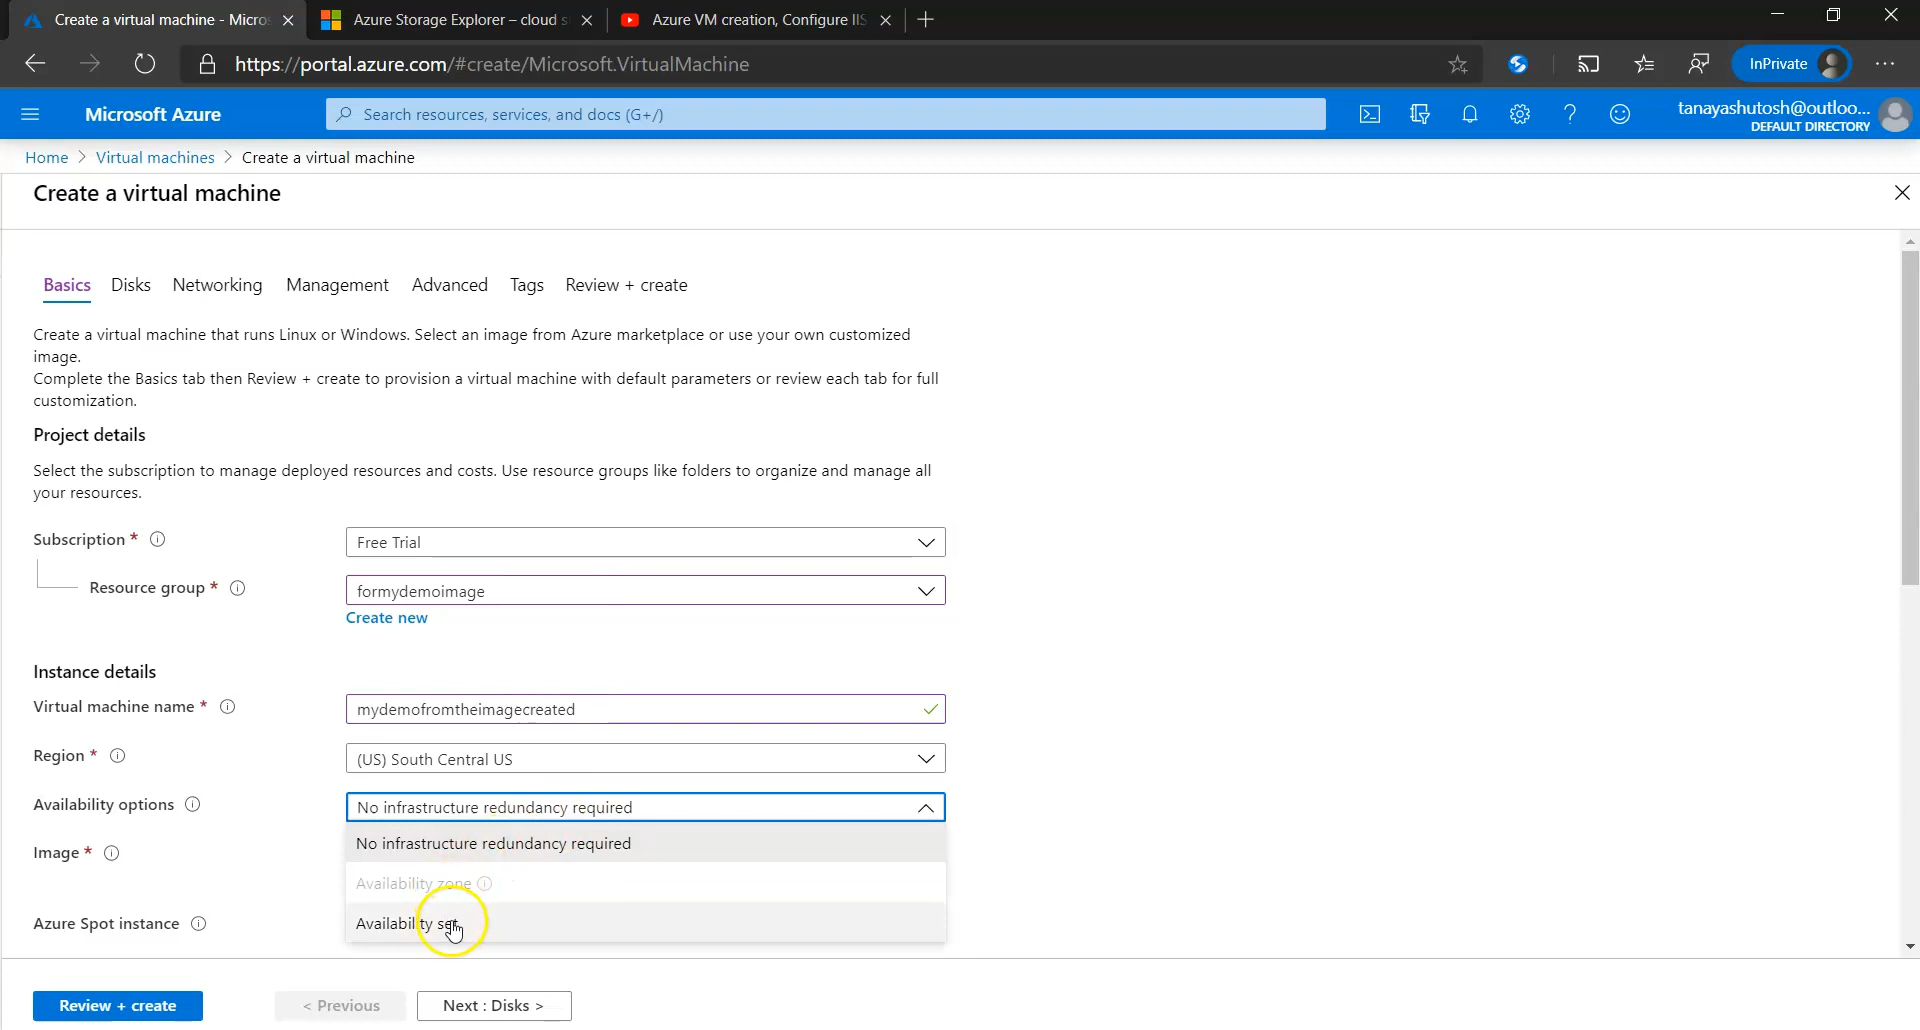 Create a virtual machine - Micros
Azure Storage Explorer – cloud s
Azure VM creation, Configure IIS
https://portal.azure.com/#create/Microsoft.VirtualMachine
InPrivate
Microsoft Azure
Search resources, services, and docs (G+/)
tanayashutosh@outloo...
DEFAULT DIRECTORY
Home > Virtual machines > Create a virtual machine
Create a virtual machine
Basics Disks Networking Management Advanced Tags Review + create
Create a virtual machine that runs Linux or Windows. Select an image from Azure marketplace or use your own customized
image.
Complete the Basics tab then Review + create to provision a virtual machine with default parameters or review each tab for full
customization.
Project details
Select the subscription to manage deployed resources and costs. Use resource groups like folders to organize and manage all
your resources.
Subscription * Free Trial
Resource group * formydemoimage
Create new
Instance details
Virtual machine name * mydemofromtheimagecreated
Region * (US) South Central US
Availability options No infrastructure redundancy required
No infrastructure redundancy required
Image *
Availability zone
Azure Spot instance Availability set
Review + create < Previous Next : Disks >